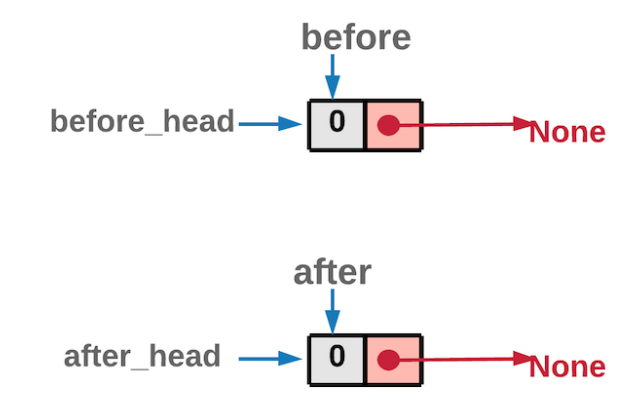 before
before_head 0 None
after
after_head 0 None